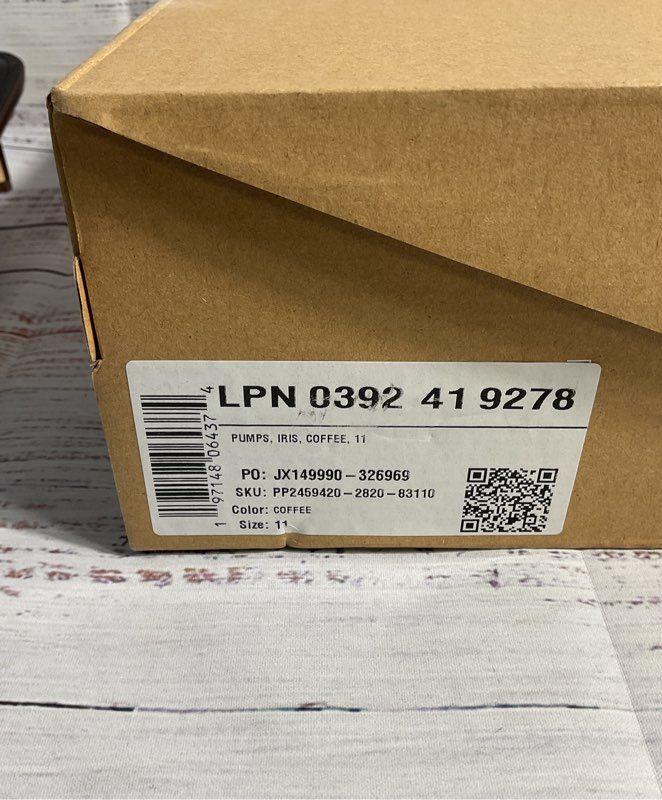 LPN 0392 41 9278
PUMPS, IRIS, COFFEE, 11
PO: JX149990-326969
SKU: PP2459420-2820-83110
Color: COFFEE
Size: 11
1 97148 06437 4